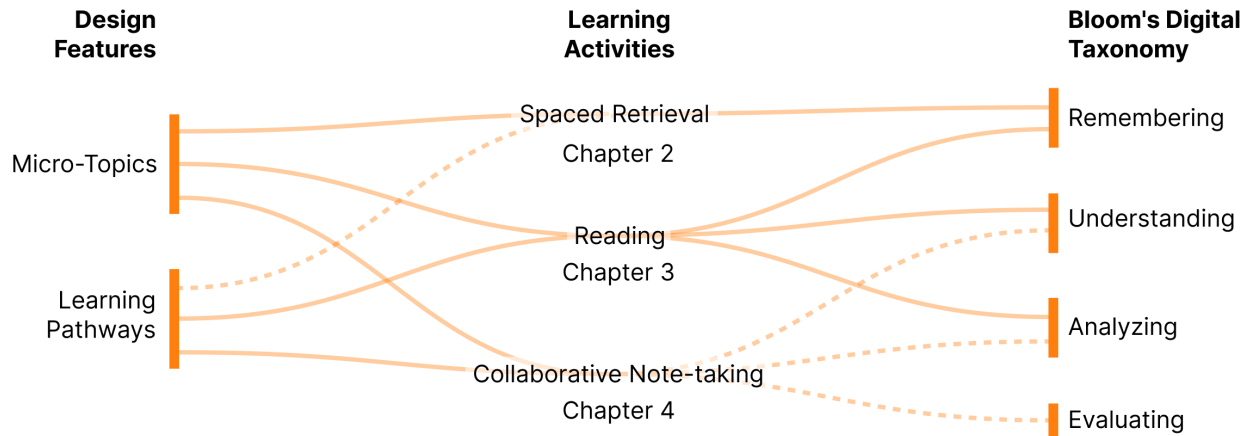 Design
Features
Learning
Activities
Bloom's Digital
Taxonomy
Micro-Topics
Learning
Pathways
Spaced Retrieval
Chapter 2
Reading
Chapter 3
Collaborative Note-taking
Chapter 4
Remembering
Understanding
Analyzing
Evaluating